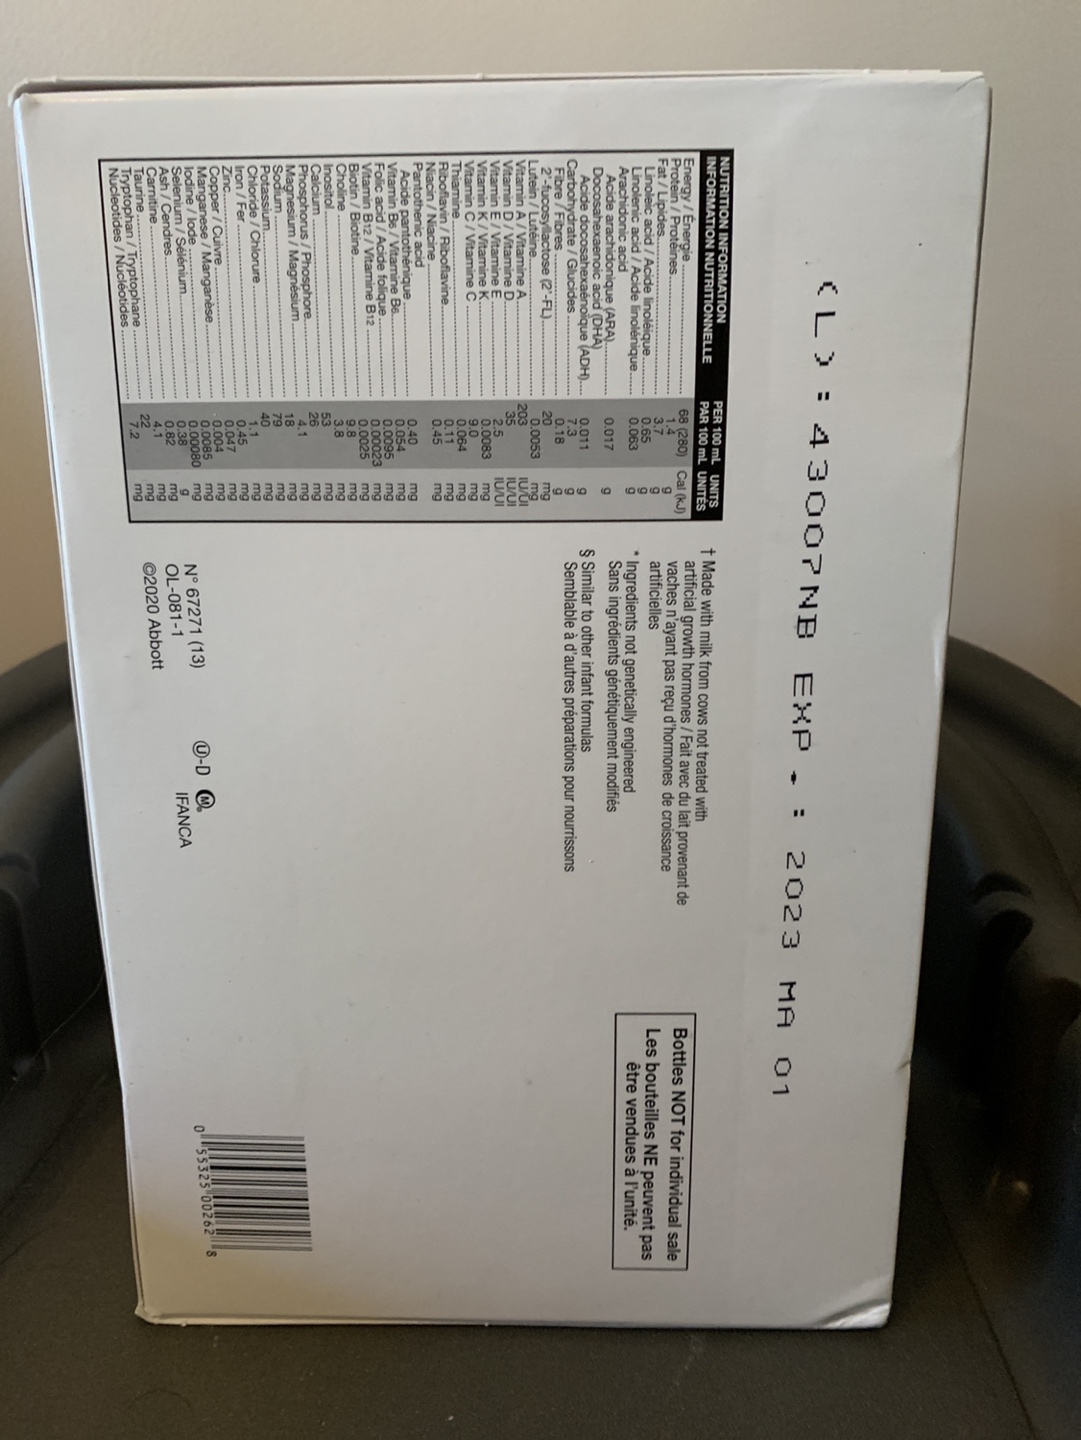 (L): 43007NB EXP. : 2023 MA 01
NUTRITION INFORMATION PER 100 mL UNITS
INFORMATION NUTRITIONNELLE PAR 100 mL UNITÉS
Energy / Énergie 68 (280) Cal (kJ)
Protein / Protéines 1.4 g
Fat / Lipides 3.7 g
Linoleic acid / Acide linoléique 0.65 g
Linolenic acid / Acide linolénique 0.063 g
Arachidonic acid
Acide arachidonique (ARA) 0.017 g
Docosahexaenoic acid (DHA)
Acide docosahexaénoïque (ADH) 0.011 g
Carbohydrate / Glucides 7.3 g
Fibre / Fibres 0.18 g
2'-fucosyllactose (2'-FL) 20 mg
Lutein / Lutéine 0.0053 mg
Vitamin A / Vitamine A 203 IU/UI
Vitamin D / Vitamine D 35 IU/UI
Vitamin E / Vitamine E 2.5 IU/UI
Vitamin K / Vitamine K 0.0083 mg
Vitamin C / Vitamine C 9.0 mg
Thiamine 0.064 mg
Riboflavin / Riboflavine 0.11 mg
Niacin / Niacine 0.45 mg
Pantothenic acid
Acide pantothénique 0.40 mg
Vitamin B6 / Vitamine B6 0.054 mg
Folic acid / Acide folique 0.0095 mg
Vitamin B12 / Vitamine B12 0.00023 mg
Biotin / Biotine 0.0025 mg
Choline 9.0 mg
Inositol 3.8 mg
Calcium 53 mg
Phosphorus / Phosphore 26 mg
Magnesium / Magnésium 4.1 mg
Sodium 18 mg
Potassium 79 mg
Chloride / Chlorure 40 mg
Iron / Fer 1.1 mg
Zinc 0.45 mg
Copper / Cuivre 0.047 mg
Manganese / Manganèse 0.004 mg
Iodine / Iode 0.0085 mg
Selenium / Sélénium 0.00080 mg
Ash / Cendres 0.38 g
Carnitine 0.82 mg
Taurine 4.1 mg
Tryptophan / Tryptophane 22 mg
Nucleotides / Nucléotides 7.2 mg
† Made with milk from cows not treated with
artificial growth hormones / Fait avec du lait provenant de
vaches n'ayant pas reçu d'hormones de croissance
artificielles
* Ingredients not genetically engineered
Sans ingrédients génétiquement modifiés
§ Similar to other infant formulas
Semblable à d'autres préparations pour nourrissons
N° 67271 (13)
OL-081-1
©2020 Abbott
U-D M
IFANCA
Bottles NOT for individual sale
Les bouteilles NE peuvent pas
être vendues à l'unité.
0 55325 00262 8